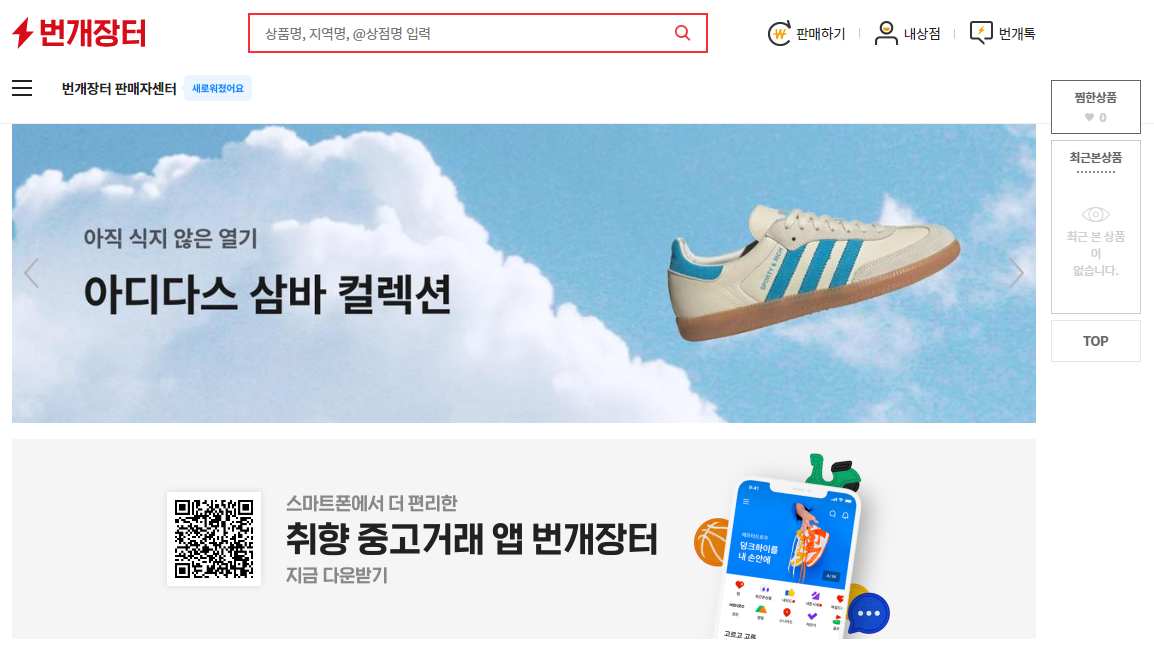 번개장터
상품명, 지역명, @상점명 입력
판매하기
내상점
번개톡
번개장터 판매자센터
새로워졌어요
찜한상품
0
최근본상품
최근 본 상품
이
없습니다.
TOP
아직 식지 않은 열기
아디다스 삼바 컬렉션
SPORTY & RICH
스마트폰에서 더 편리한
취향 중고거래 앱 번개장터
지금 다운받기
9:41
덩크하이를
내 손안에
고르고 고른